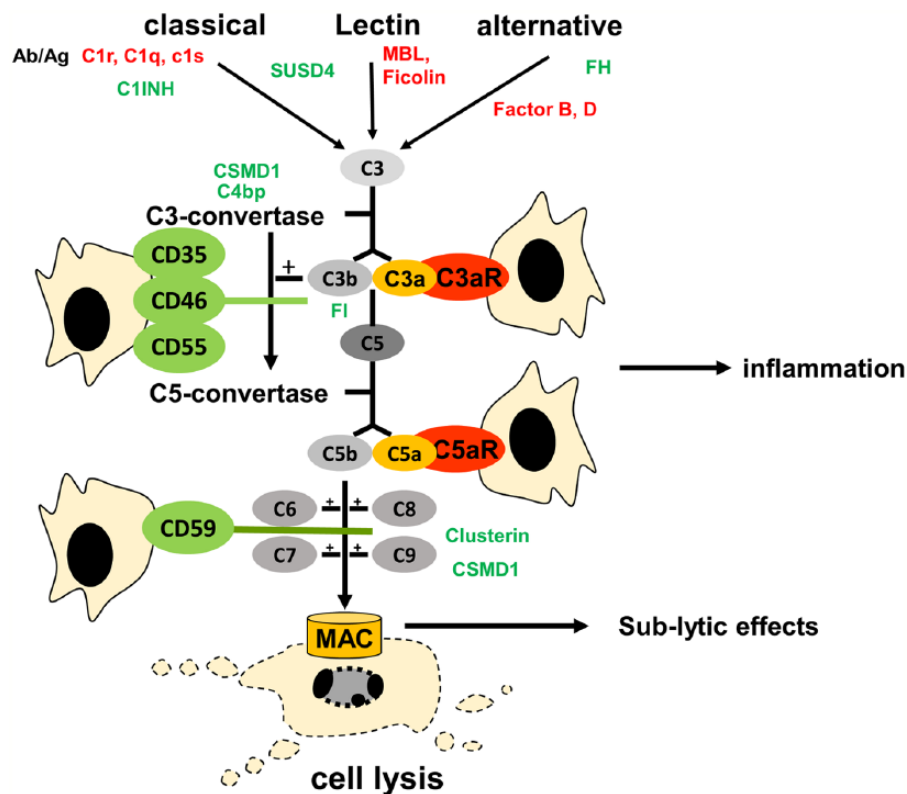 classical Lectin alternative
Ab/Ag C1r, C1q, c1s
C1INH
SUSD4
MBL,
Ficolin
FH
Factor B, D
C3
CSMD1
C4bp
C3-convertase
CD35
CD46
CD55
+
C3b
C3a
C3aR
FI
C5
C5-convertase
inflammation
C5b
C5a
C5aR
CD59
C6 + + C8
C7 + + C9
Clusterin
CSMD1
MAC
Sub-lytic effects
cell lysis